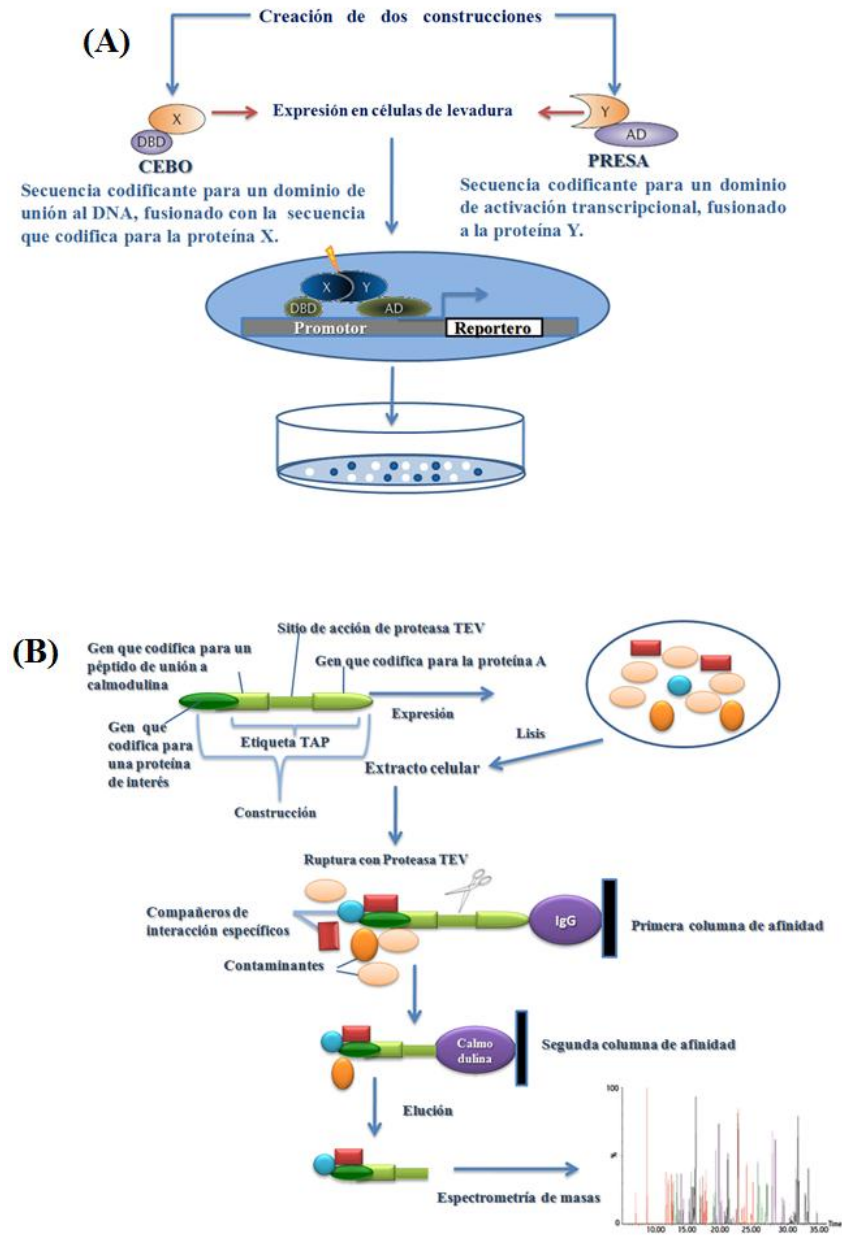 (A)
Creación de dos construcciones
X
DBD
Expresión en células de levadura
Y
AD
CEBO
PRESA
Secuencia codificante para un dominio de
unión al DNA, fusionado con la secuencia
que codifica para la proteína X.
Secuencia codificante para un dominio
de activación transcripcional, fusionado
a la proteína Y.
X
Y
DBD
AD
Promotor
Reportero
(B)
Gen que codifica para un
péptido de unión a
calmodulina
Sitio de acción de proteasa TEV
Gen que codifica para la proteína A
Expresión
Gen que
codifica para
una proteína
de interés
Etiqueta TAP
Construcción
Lisis
Extracto celular
Ruptura con Proteasa TEV
Compañeros de
interacción específicos
Contaminantes
IgG
Primera columna de afinidad
Calmo
dulina
Segunda columna de afinidad
Elución
Espectrometría de masas
100
%
0
10.00 15.00 20.00 25.00 30.00 35.00
Time